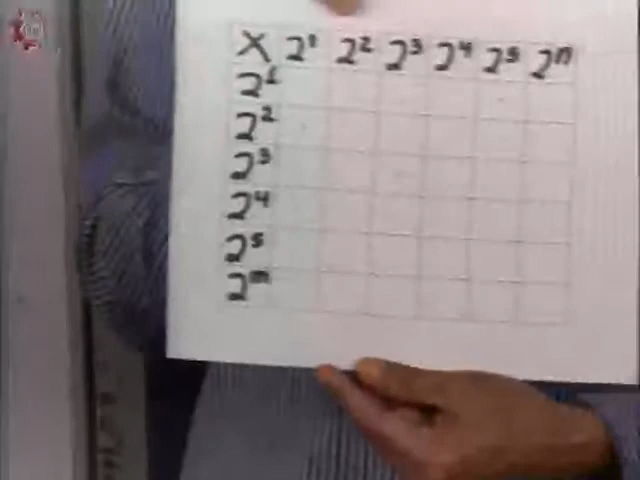 X 2¹ 2² 2³ 2⁴ 2⁵ 2ⁿ
2¹
2²
2³
2⁴
2⁵
2ᵐ